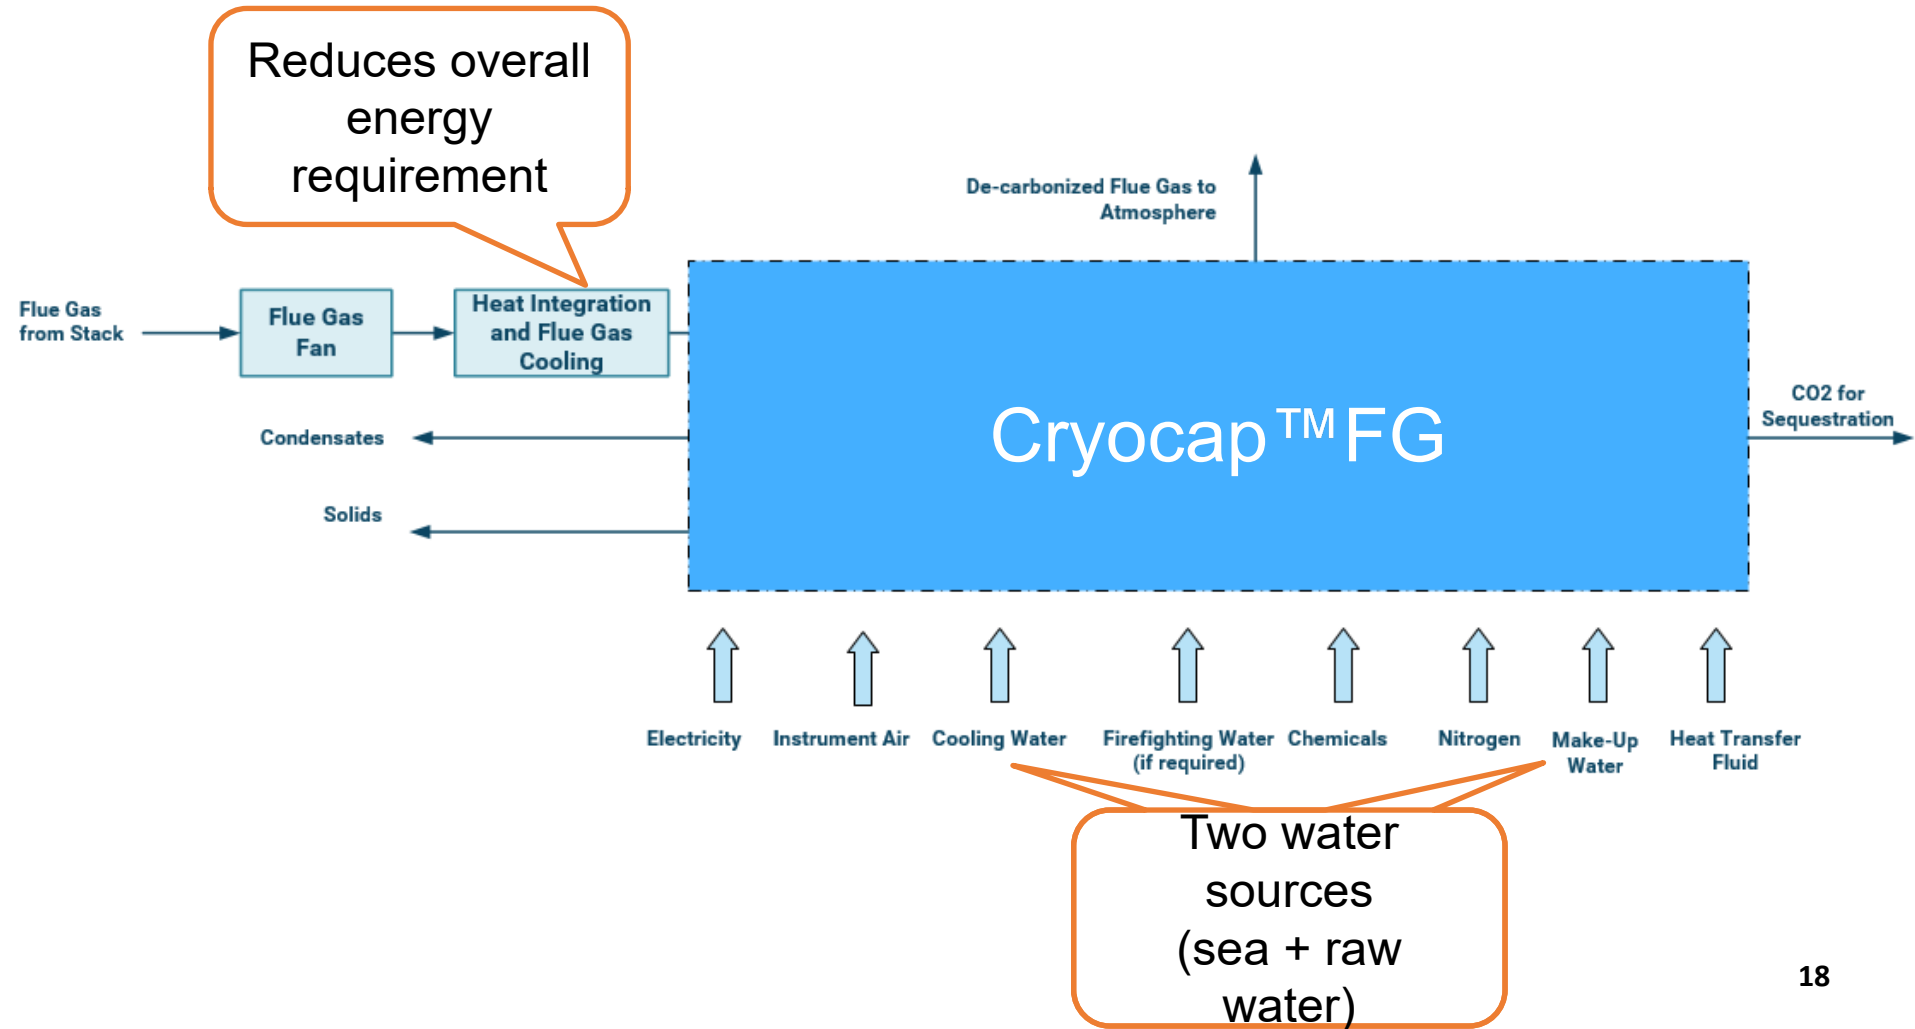 Reduces overall
energy
requirement
De-carbonized Flue Gas to
Atmosphere
Flue Gas
from Stack
Flue Gas
Fan
Heat Integration
and Flue Gas
Cooling
Cryocap™FG
CO2 for
Sequestration
Condensates
Solids
Electricity
Instrument Air
Cooling Water
Firefighting Water
(if required)
Chemicals
Nitrogen
Make-Up
Water
Heat Transfer
Fluid
Two water
sources
(sea + raw
water)
18